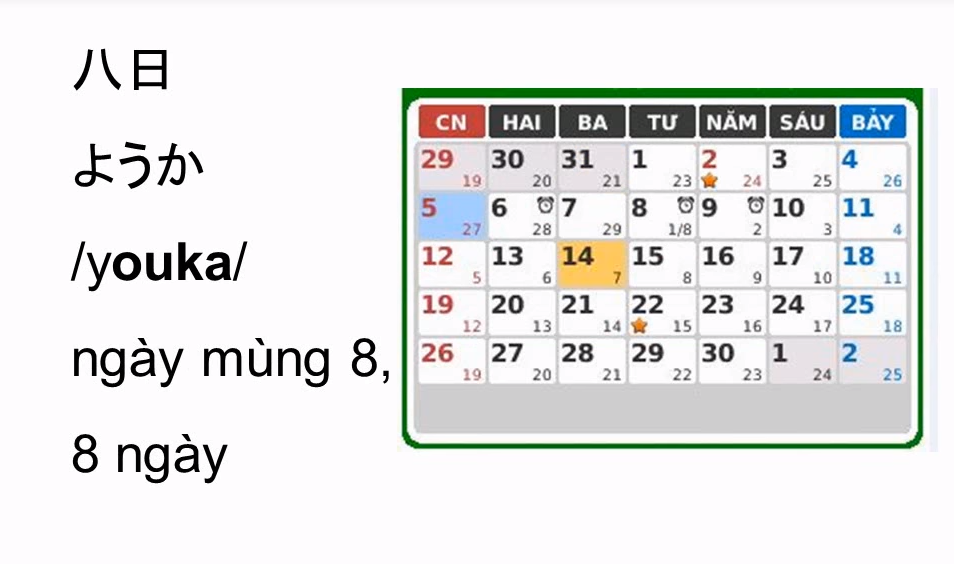 八日
ようか
/youka/
ngày mùng 8,
8 ngày
CN HAI BA TƯ NĂM SÁU BẢY
29 30 31 1 2 3 4
19 20 21 23 24 25 26
5 6 7 8 9 10 11
27 28 29 1/8 2 3 4
12 13 14 15 16 17 18
5 6 7 8 9 10 11
19 20 21 22 23 24 25
12 13 14 15 16 17 18
26 27 28 29 30 1 2
19 20 21 22 23 24 25